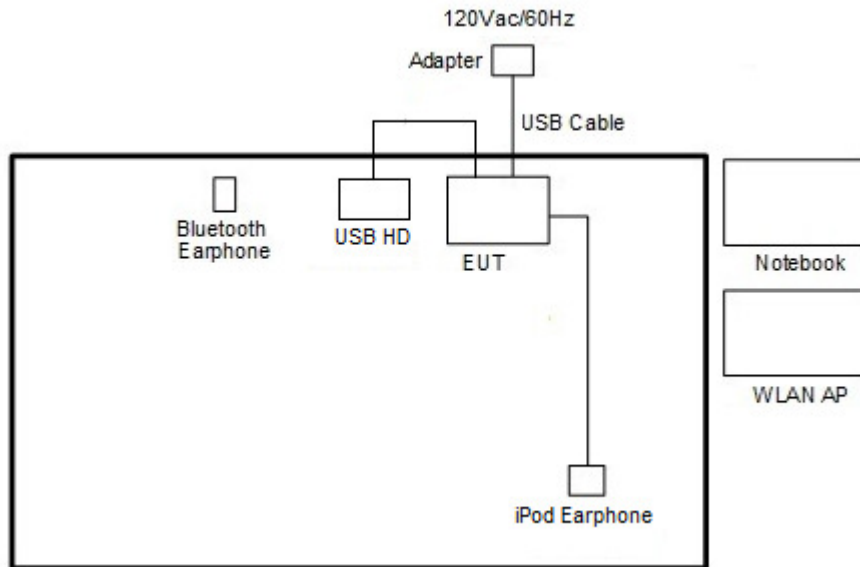 120Vac/60Hz
Adapter
USB Cable
Bluetooth
Earphone
USB HD
EUT
Notebook
WLAN AP
iPod Earphone